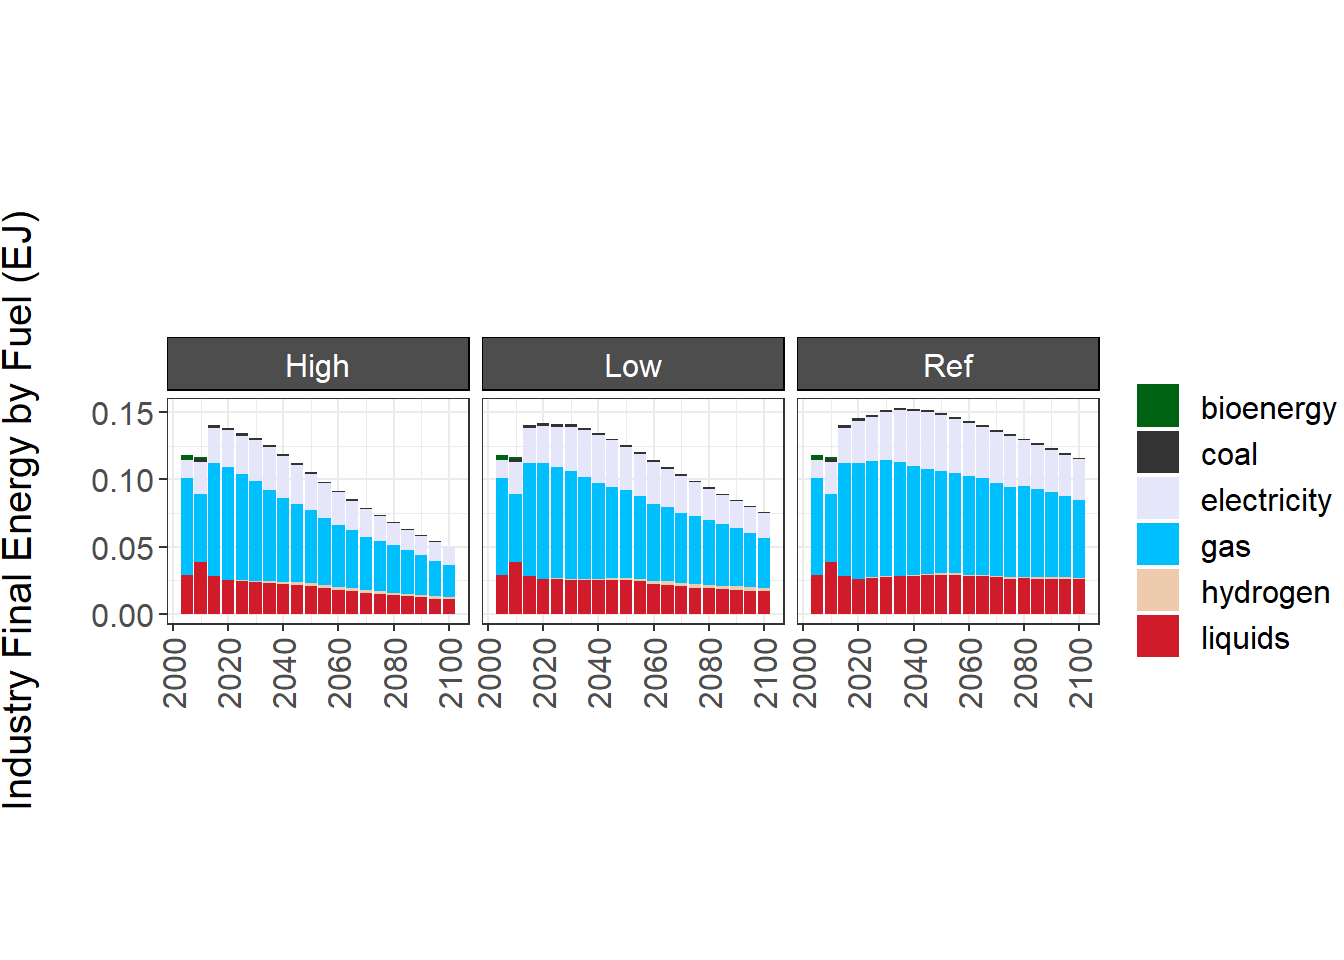 Industry Final Energy by Fuel (EJ)
High
Low
Ref
0.15
0.10
0.05
0.00
2000 2020 2040 2060 2080 2100
2000 2020 2040 2060 2080 2100
2000 2020 2040 2060 2080 2100
bioenergy
coal
electricity
gas
hydrogen
liquids